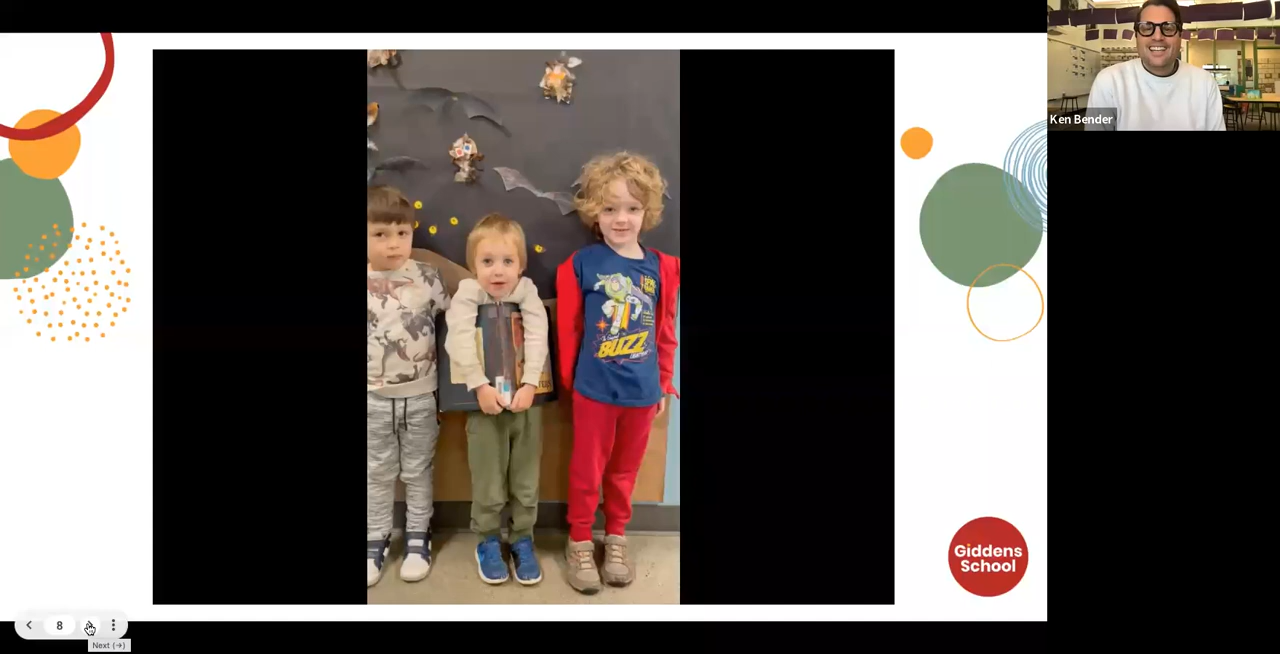 Ken Bender
BUZZ
Giddens
School
8
Next (→)